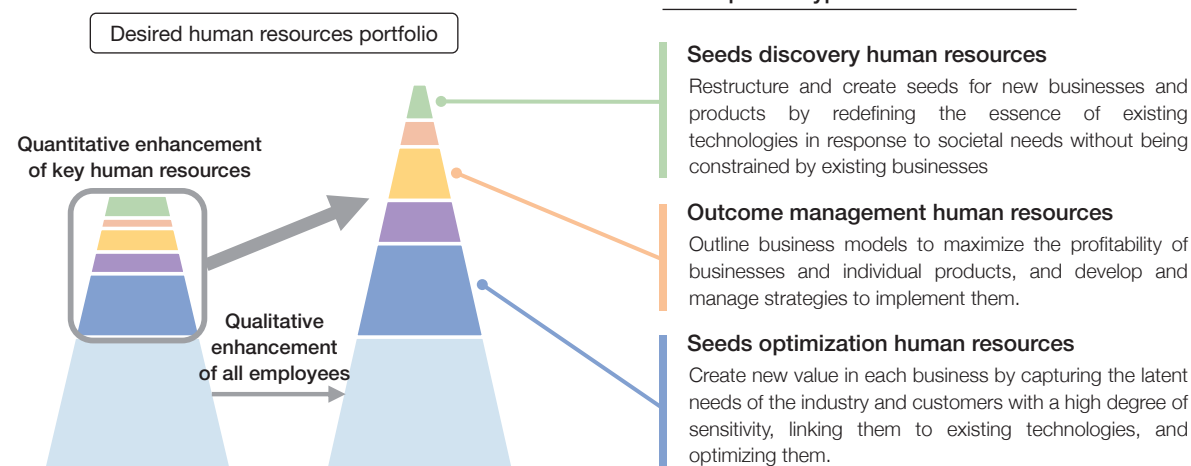 Desired human resources portfolio
Quantitative enhancement
of key human resources
Qualitative
enhancement
of all employees
Seeds discovery human resources
Restructure and create seeds for new businesses and
products by redefining the essence of existing
technologies in response to societal needs without being
constrained by existing businesses
Outcome management human resources
Outline business models to maximize the profitability of
businesses and individual products, and develop and
manage strategies to implement them.
Seeds optimization human resources
Create new value in each business by capturing the latent
needs of the industry and customers with a high degree of
sensitivity, linking them to existing technologies, and
optimizing them.